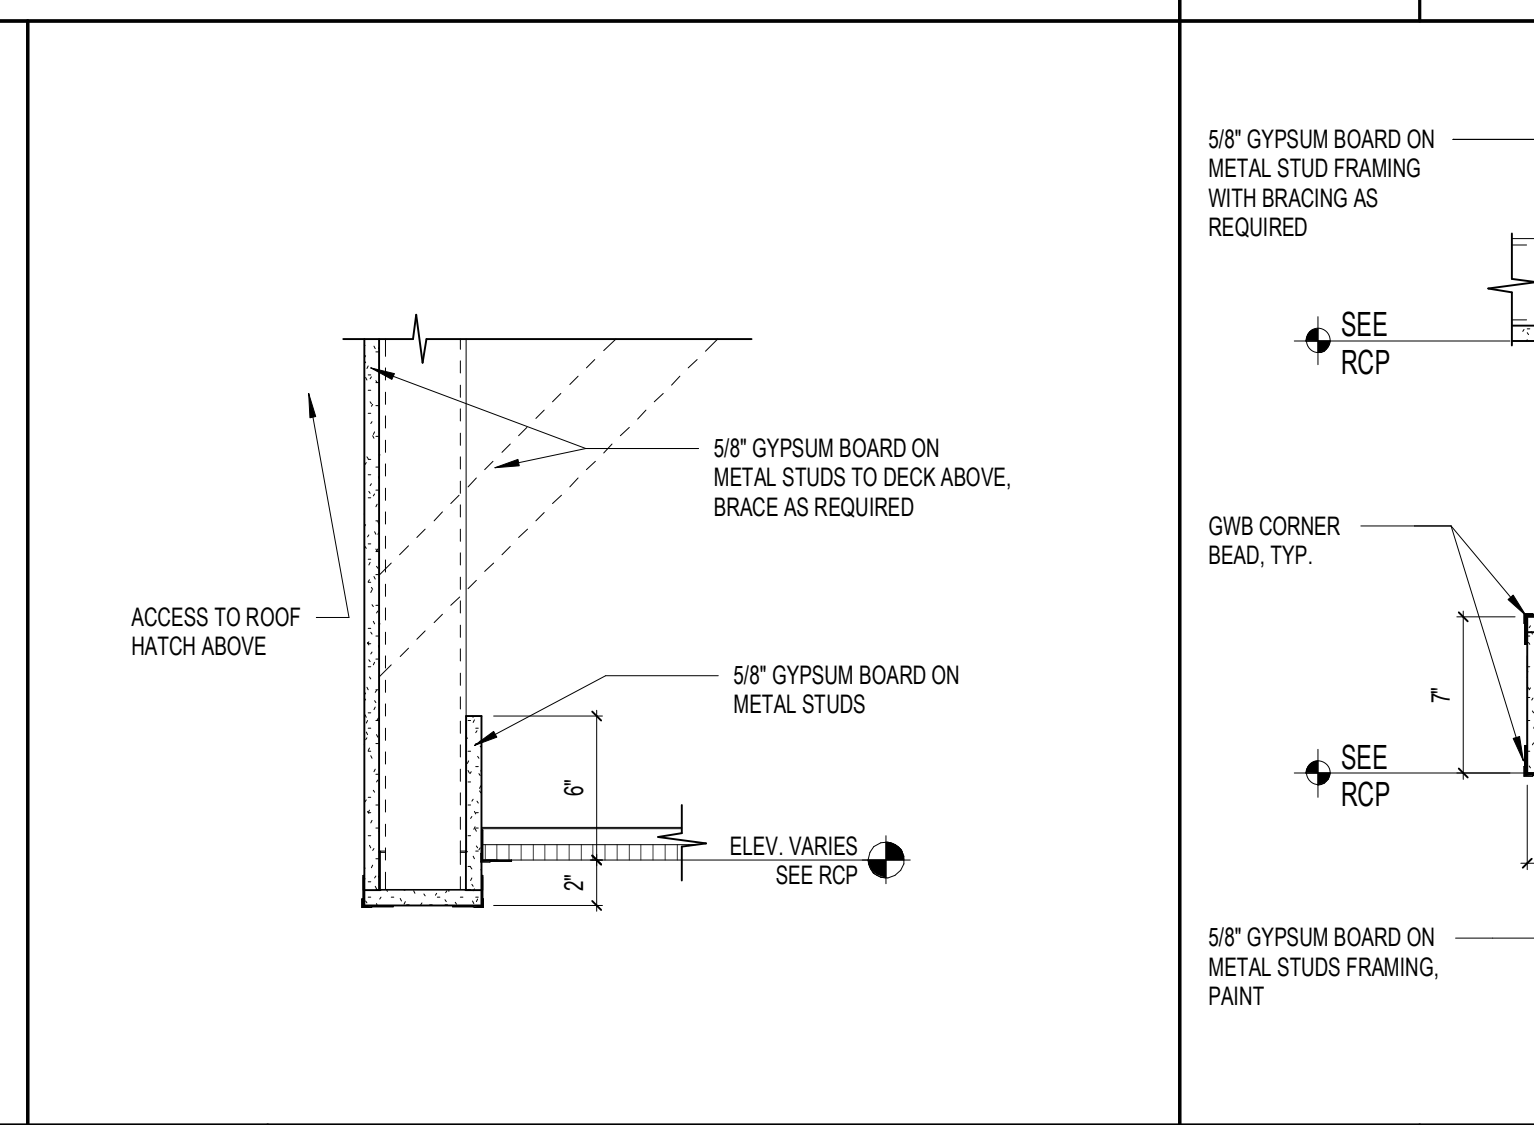 5/8" GYPSUM BOARD ON
METAL STUDS TO DECK ABOVE,
BRACE AS REQUIRED
ACCESS TO ROOF
HATCH ABOVE
5/8" GYPSUM BOARD ON
METAL STUDS
6"
2"
ELEV. VARIES
SEE RCP
5/8" GYPSUM BOARD ON
METAL STUD FRAMING
WITH BRACING AS
REQUIRED
SEE
RCP
GWB CORNER
BEAD, TYP.
7"
SEE
RCP
5/8" GYPSUM BOARD ON
METAL STUDS FRAMING,
PAINT